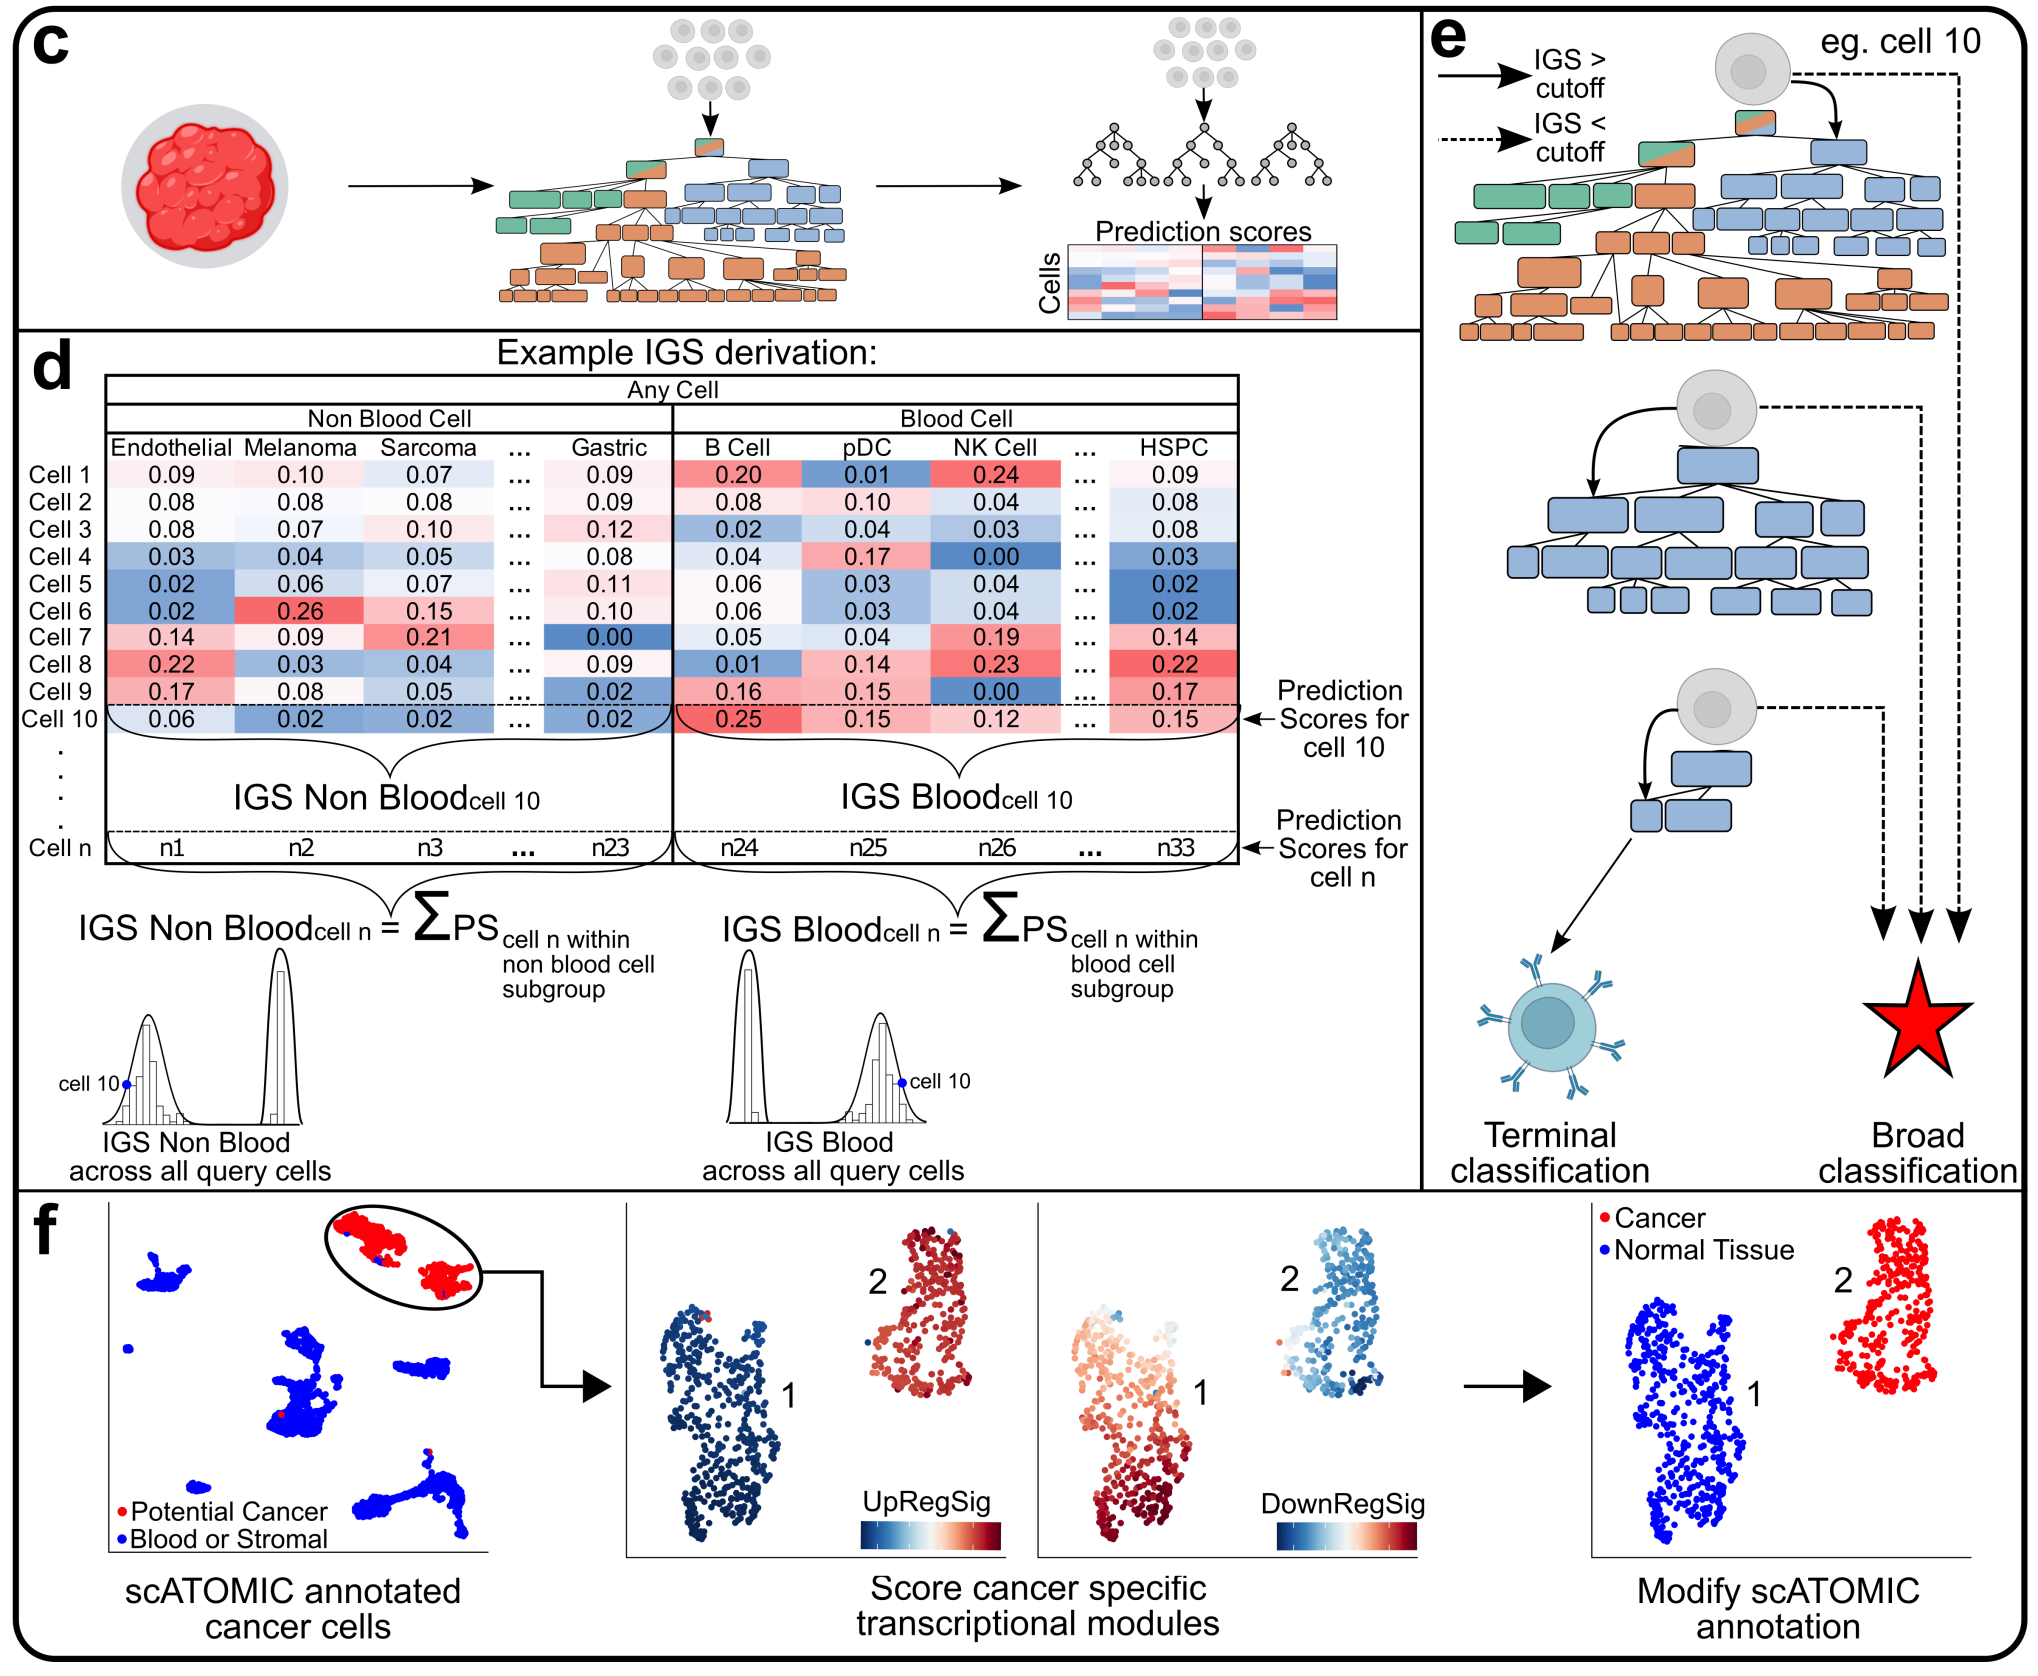 c
Prediction scores
Cells
d
Example IGS derivation:
Any Cell
Non Blood Cell Blood Cell
Endothelial Melanoma Sarcoma ... Gastric B Cell pDC NK Cell ... HSPC
Cell 1 0.09 0.10 0.07 ... 0.09 0.20 0.01 0.24 ... 0.09
Cell 2 0.08 0.08 0.08 ... 0.09 0.08 0.10 0.04 ... 0.08
Cell 3 0.08 0.07 0.10 ... 0.12 0.02 0.04 0.03 ... 0.08
Cell 4 0.03 0.04 0.05 ... 0.08 0.04 0.17 0.00 ... 0.03
Cell 5 0.02 0.06 0.07 ... 0.11 0.06 0.03 0.04 ... 0.02
Cell 6 0.02 0.26 0.15 ... 0.10 0.06 0.03 0.04 ... 0.02
Cell 7 0.14 0.09 0.21 ... 0.00 0.05 0.04 0.19 ... 0.14
Cell 8 0.22 0.03 0.04 ... 0.09 0.01 0.14 0.23 ... 0.22
Cell 9 0.17 0.08 0.05 ... 0.02 0.16 0.15 0.00 ... 0.17
Cell 10 0.06 0.02 0.02 ... 0.02 0.25 0.15 0.12 ... 0.15
Prediction
Scores for
cell 10
.
.
.
.
IGS Non Blood cell 10
IGS Blood cell 10
Cell n n1 n2 n3 ... n23 n24 n25 n26 ... n33
Prediction
Scores for
cell n
IGS Non Blood cell n = ΣPS cell n within
non blood cell
subgroup
IGS Blood cell n = ΣPS cell n within
blood cell
subgroup
cell 10
IGS Non Blood
across all query cells
cell 10
IGS Blood
across all query cells
e
eg. cell 10
IGS >
cutoff
IGS <
cutoff
Terminal
classification
Broad
classification
f
Potential Cancer
Blood or Stromal
scATOMIC annotated
cancer cells
2
1
UpRegSig
2
1
DownRegSig
Score cancer specific
transcriptional modules
Cancer
Normal Tissue
2
1
Modify scATOMIC
annotation